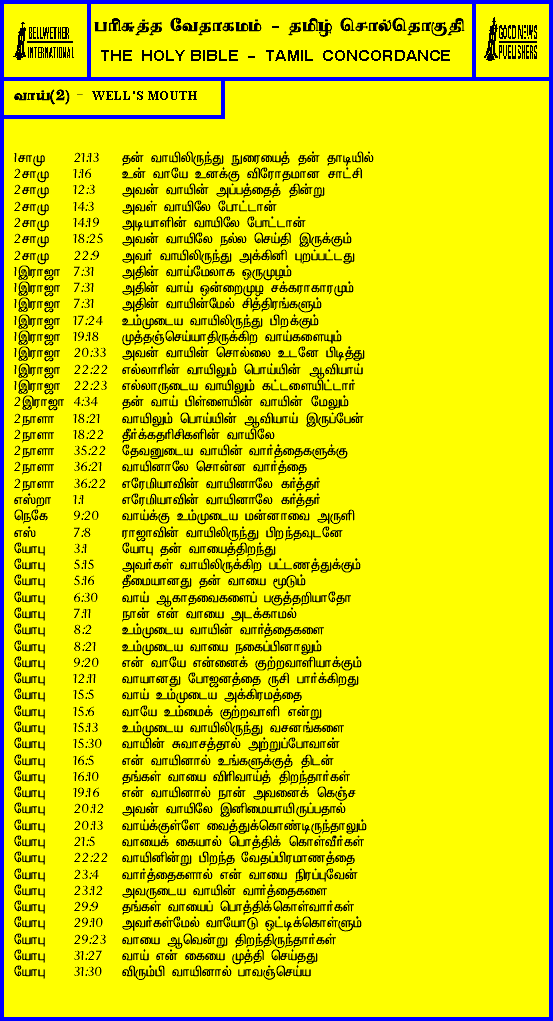 BELLWETHER
INTERNATIONAL
பரிசுத்த வேதாகமம் - தமிழ் சொல்தொகுதி
THE HOLY BIBLE - TAMIL CONCORDANCE
GOOD NEWS
PUBLISHERS
வாய்(2) - WELL'S MOUTH
1சாமு 21:13 தன் வாயிலிருந்து நுரையைத் தன் தாடியில்
2சாமு 1:16 உன் வாயே உனக்கு விரோதமான சாட்சி
2சாமு 12:3 அவன் வாயின் அப்பத்தைத் தின்று
2சாமு 14:3 அவள் வாயிலே போட்டான்
2சாமு 14:19 அடியாளின் வாயிலே போட்டான்
2சாமு 18:25 அவன் வாயிலே நல்ல செய்தி இருக்கும்
2சாமு 22:9 அவர் வாயிலிருந்து அக்கினி புறப்பட்டது
1இராஜா 7:31 அதின் வாய்மேலாக ஒருமுழம்
1இராஜா 7:31 அதின் வாய் ஒன்றைமுழ சக்கராகாரமும்
1இராஜா 7:31 அதின் வாயின்மேல் சித்திரங்களும்
1இராஜா 17:24 உம்முடைய வாயிலிருந்து பிறக்கும்
1இராஜா 19:18 முத்தஞ்செய்யாதிருக்கிற வாய்களையும்
1இராஜா 20:33 அவன் வாயின் சொல்லை உடனே பிடித்து
1இராஜா 22:22 எல்லாரின் வாயிலும் பொய்யின் ஆவியாய்
1இராஜா 22:23 எல்லாருடைய வாயிலும் கட்டளையிட்டார்
2இராஜா 4:34 தன் வாய் பிள்ளையின் வாயின் மேலும்
2நாளா 18:21 வாயிலும் பொய்யின் ஆவியாய் இருப்பேன்
2நாளா 18:22 தீர்க்கதரிசிகளின் வாயிலே
2நாளா 35:22 தேவனுடைய வாயின் வார்த்தைகளுக்கு
2நாளா 36:21 வாயினாலே சொன்ன வார்த்தை
2நாளா 36:22 எரேமியாவின் வாயினாலே கர்த்தர்
எஸ்றா 1:1 எரேமியாவின் வாயினாலே கர்த்தர்
நெகே 9:20 வாய்க்கு உம்முடைய மன்னாவை அருளி
எஸ் 7:8 ராஜாவின் வாயிலிருந்து பிறந்தவுடனே
யோபு 3:1 யோபு தன் வாயைத்திறந்து
யோபு 5:15 அவர்கள் வாயிலிருக்கிற பட்டணத்துக்கும்
யோபு 5:16 தீமையானது தன் வாயை மூடும்
யோபு 6:30 வாய் ஆகாதவைகளைப் பகுத்தறியாதோ
யோபு 7:11 நான் என் வாயை அடக்காமல்
யோபு 8:2 உம்முடைய வாயின் வார்த்தைகளை
யோபு 8:21 உம்முடைய வாயை நகைப்பினாலும்
யோபு 9:20 என் வாயே என்னைக் குற்றவாளியாக்கும்
யோபு 12:11 வாயானது போஜனத்தை ருசி பார்க்கிறது
யோபு 15:5 வாய் உம்முடைய அக்கிரமத்தை
யோபு 15:6 வாயே உம்மைக் குற்றவாளி என்று
யோபு 15:13 உம்முடைய வாயிலிருந்து வசனங்களை
யோபு 15:30 வாயின் சுவாசத்தால் அற்றுப்போவான்
யோபு 16:5 என் வாயினால் உங்களுக்குத் திடன்
யோபு 16:10 தங்கள் வாயை விரிவாய்த் திறந்தார்கள்
யோபு 19:16 என் வாயினால் நான் அவனைக் கெஞ்ச
யோபு 20:12 அவன் வாயிலே இனிமையாயிருப்பதால்
யோபு 20:13 வாய்க்குள்ளே வைத்துக்கொண்டிருந்தாலும்
யோபு 21:5 வாயைக் கையால் பொத்திக் கொள்வீர்கள்
யோபு 22:22 வாயினின்று பிறந்த வேதப்பிரமாணத்தை
யோபு 23:4 வார்த்தைகளால் என் வாயை நிரப்புவேன்
யோபு 23:12 அவருடைய வாயின் வார்த்தைகளை
யோபு 29:9 தங்கள் வாயைப் பொத்திக்கொள்வார்கள்
யோபு 29:10 அவர்கள்மேல் வாயோடு ஒட்டிக்கொள்ளும்
யோபு 29:23 வாயை ஆவென்று திறந்திருந்தார்கள்
யோபு 31:27 வாய் என் கையை முத்தி செய்தது
யோபு 31:30 விரும்பி வாயினால் பாவஞ்செய்ய